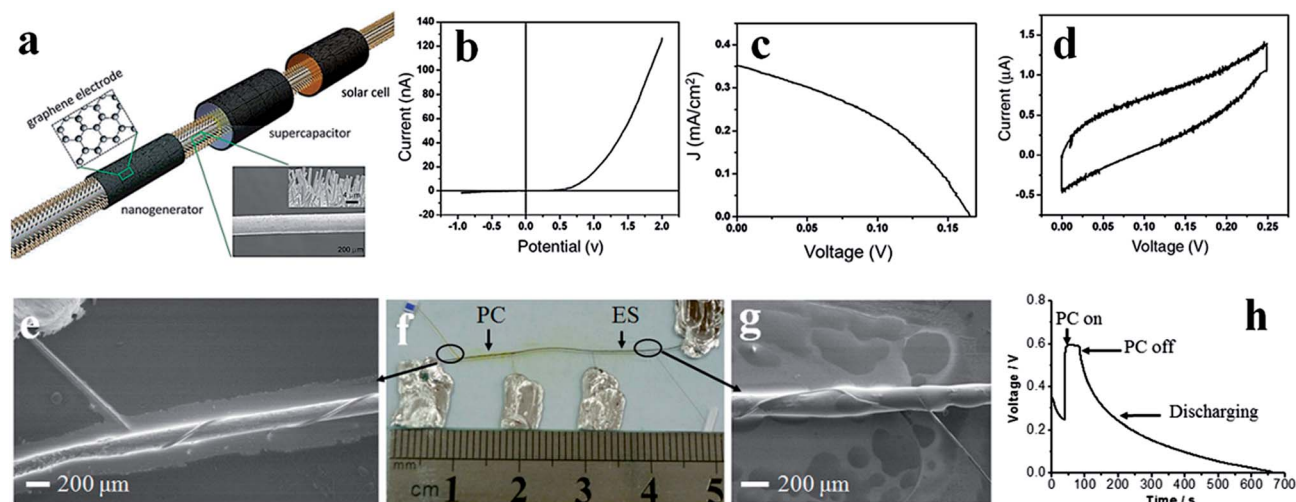 a
graphene electrode
nanogenerator
supercapacitor
solar cell
200 µm
b
Current (nA)
140
120
100
80
60
40
20
0
-20
-1.0 -0.5 0.0 0.5 1.0 1.5 2.0
Potential (v)
c
J (mA/cm²)
0.4
0.3
0.2
0.1
0.0
0.00 0.05 0.10 0.15
Voltage (V)
d
Current (µA)
1.5
1.0
0.5
0.0
-0.5
0.00 0.05 0.10 0.15 0.20 0.25
Voltage (V)
e
200 µm
f
PC
ES
mm
cm 1 2 3 4 5
g
200 µm
h
Voltage / V
0.8
0.6
0.4
0.2
0.0
PC on
PC off
Discharging
0 100 200 300 400 500 600 700
Time / s